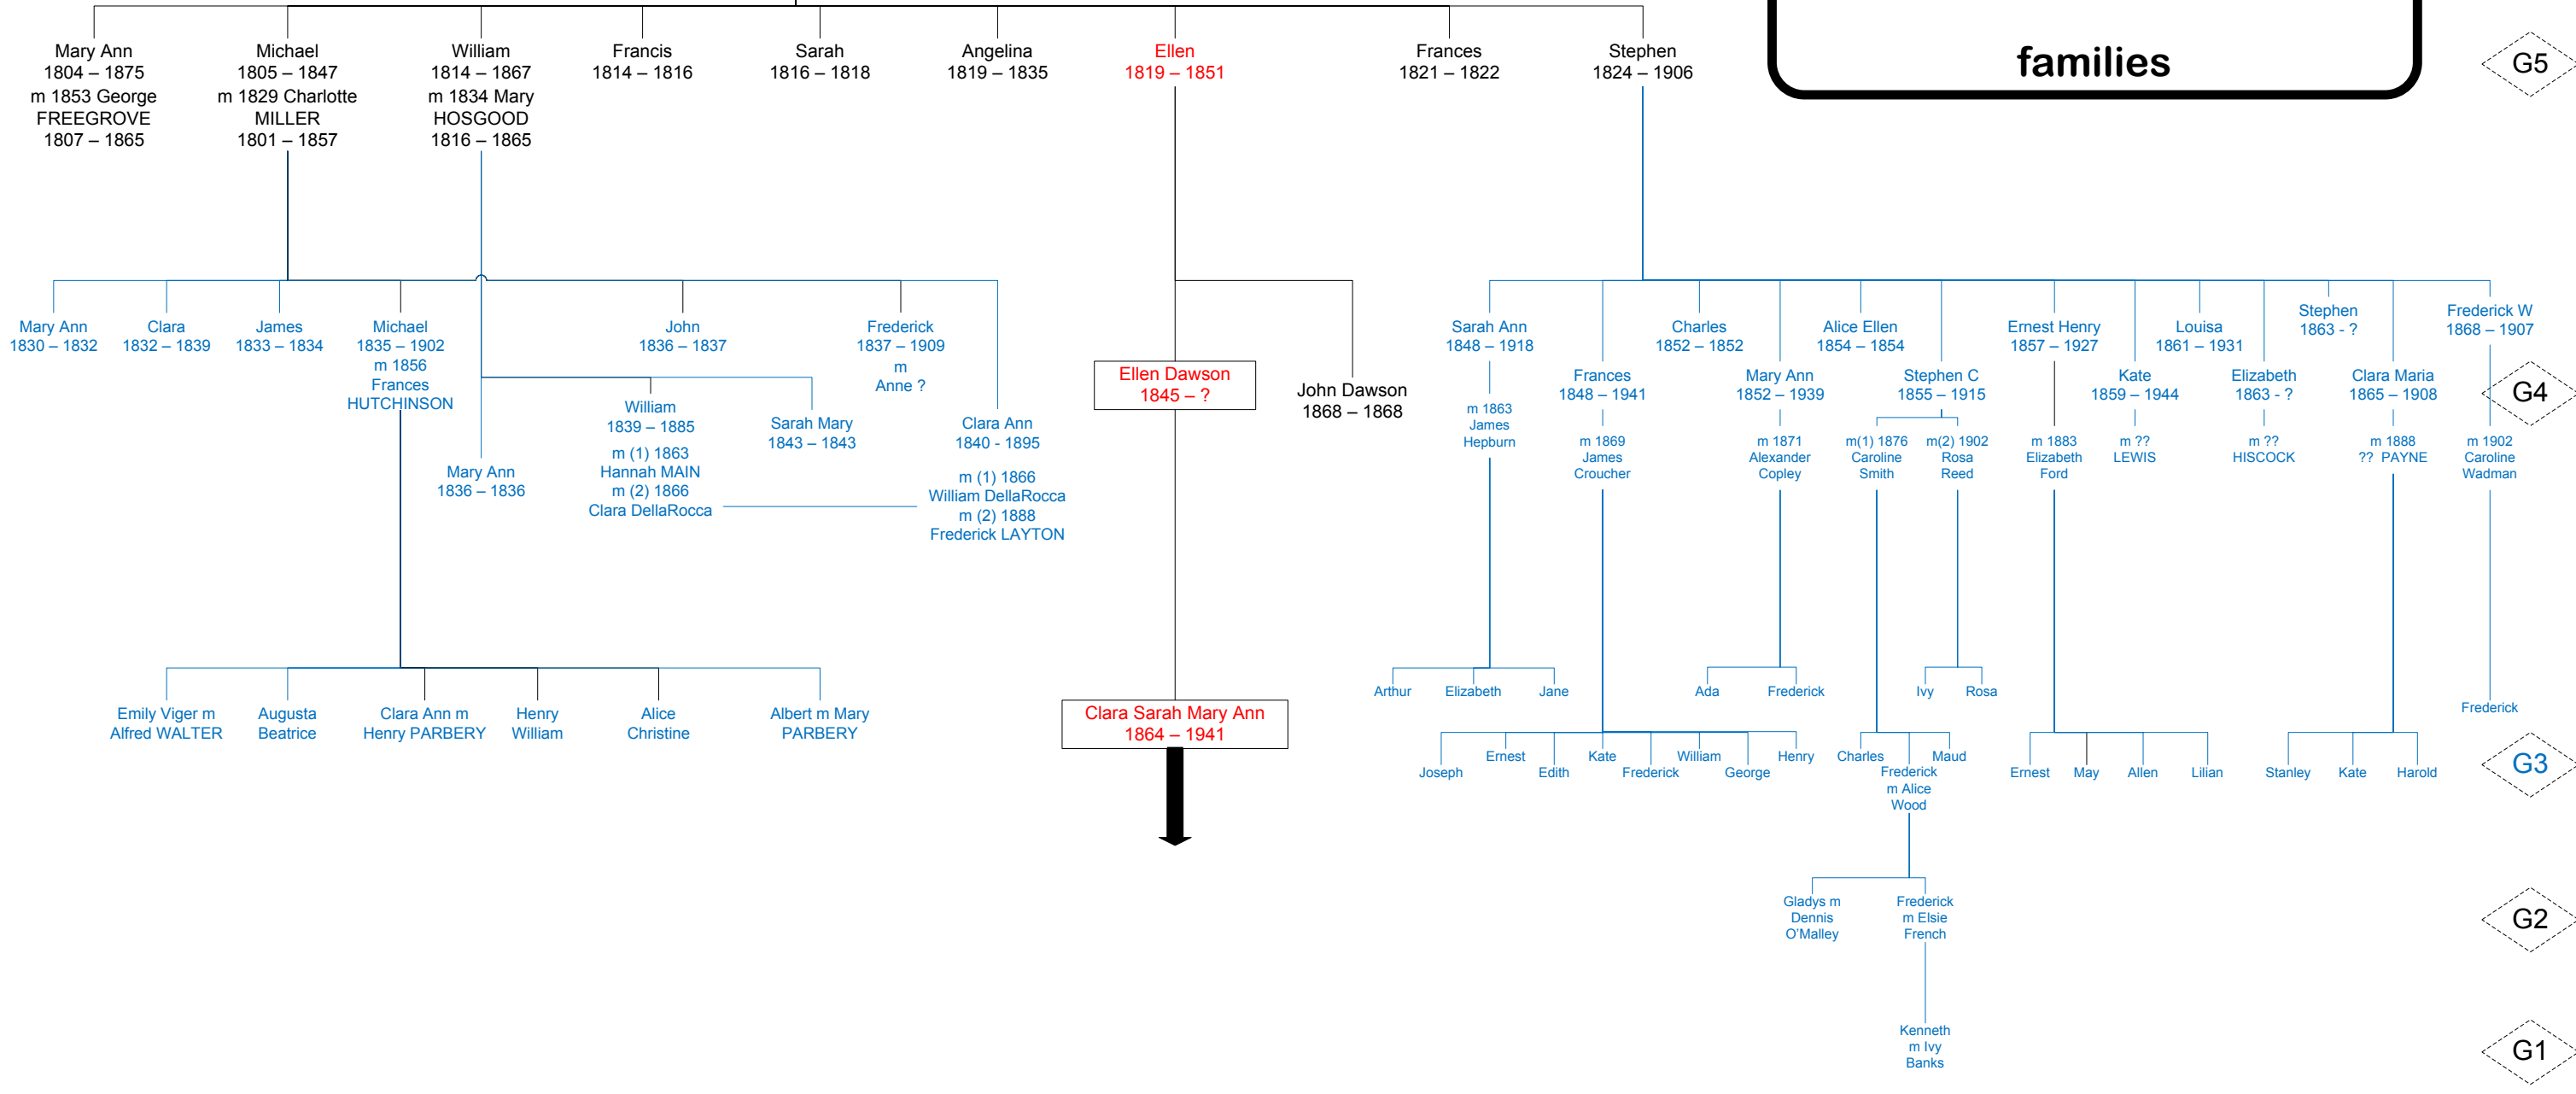 families
G5
Mary Ann
1804 – 1875
m 1853 George
FREEGROVE
1807 – 1865
Michael
1805 – 1847
m 1829 Charlotte
MILLER
1801 – 1857
William
1814 – 1867
m 1834 Mary
HOSGOOD
1816 – 1865
Francis
1814 – 1816
Sarah
1816 – 1818
Angelina
1819 – 1835
Ellen
1819 – 1851
Frances
1821 – 1822
Stephen
1824 – 1906
Mary Ann
1830 – 1832
Clara
1832 – 1839
James
1833 – 1834
Michael
1835 – 1902
m 1856
Frances
HUTCHINSON
John
1836 – 1837
Frederick
1837 – 1909
m
Anne ?
Mary Ann
1836 – 1836
William
1839 – 1885
m (1) 1863
Hannah MAIN
m (2) 1866
Clara DellaRocca
Sarah Mary
1843 – 1843
Clara Ann
1840 - 1895
m (1) 1866
William DellaRocca
m (2) 1888
Frederick LAYTON
Ellen Dawson
1845 – ?
John Dawson
1868 – 1868
Sarah Ann
1848 – 1918
m 1863
James
Hepburn
Frances
1848 – 1941
m 1869
James
Croucher
Charles
1852 – 1852
Mary Ann
1852 – 1939
m 1871
Alexander
Copley
Alice Ellen
1854 – 1854
Stephen C
1855 – 1915
m(1) 1876
Caroline
Smith
m(2) 1902
Rosa
Reed
Ernest Henry
1857 – 1927
m 1883
Elizabeth
Ford
Kate
1859 – 1944
m ??
LEWIS
Louisa
1861 – 1931
Elizabeth
1863 - ?
m ??
HISCOCK
Stephen
1863 - ?
Clara Maria
1865 – 1908
m 1888
?? PAYNE
Frederick W
1868 – 1907
m 1902
Caroline
Wadman
G4
Emily Viger m
Alfred WALTER
Augusta
Beatrice
Clara Ann m
Henry PARBERY
Henry
William
Alice
Christine
Albert m Mary
PARBERY
Clara Sarah Mary Ann
1864 – 1941
Arthur
Elizabeth
Jane
Joseph
Ernest
Edith
Kate
Frederick
William
George
Henry
Ada
Frederick
Charles
Frederick
m Alice
Wood
Maud
Ivy
Rosa
Ernest
May
Allen
Lilian
Stanley
Kate
Harold
Frederick
G3
Gladys m
Dennis
O'Malley
Frederick
m Elsie
French
G2
Kenneth
m Ivy
Banks
G1